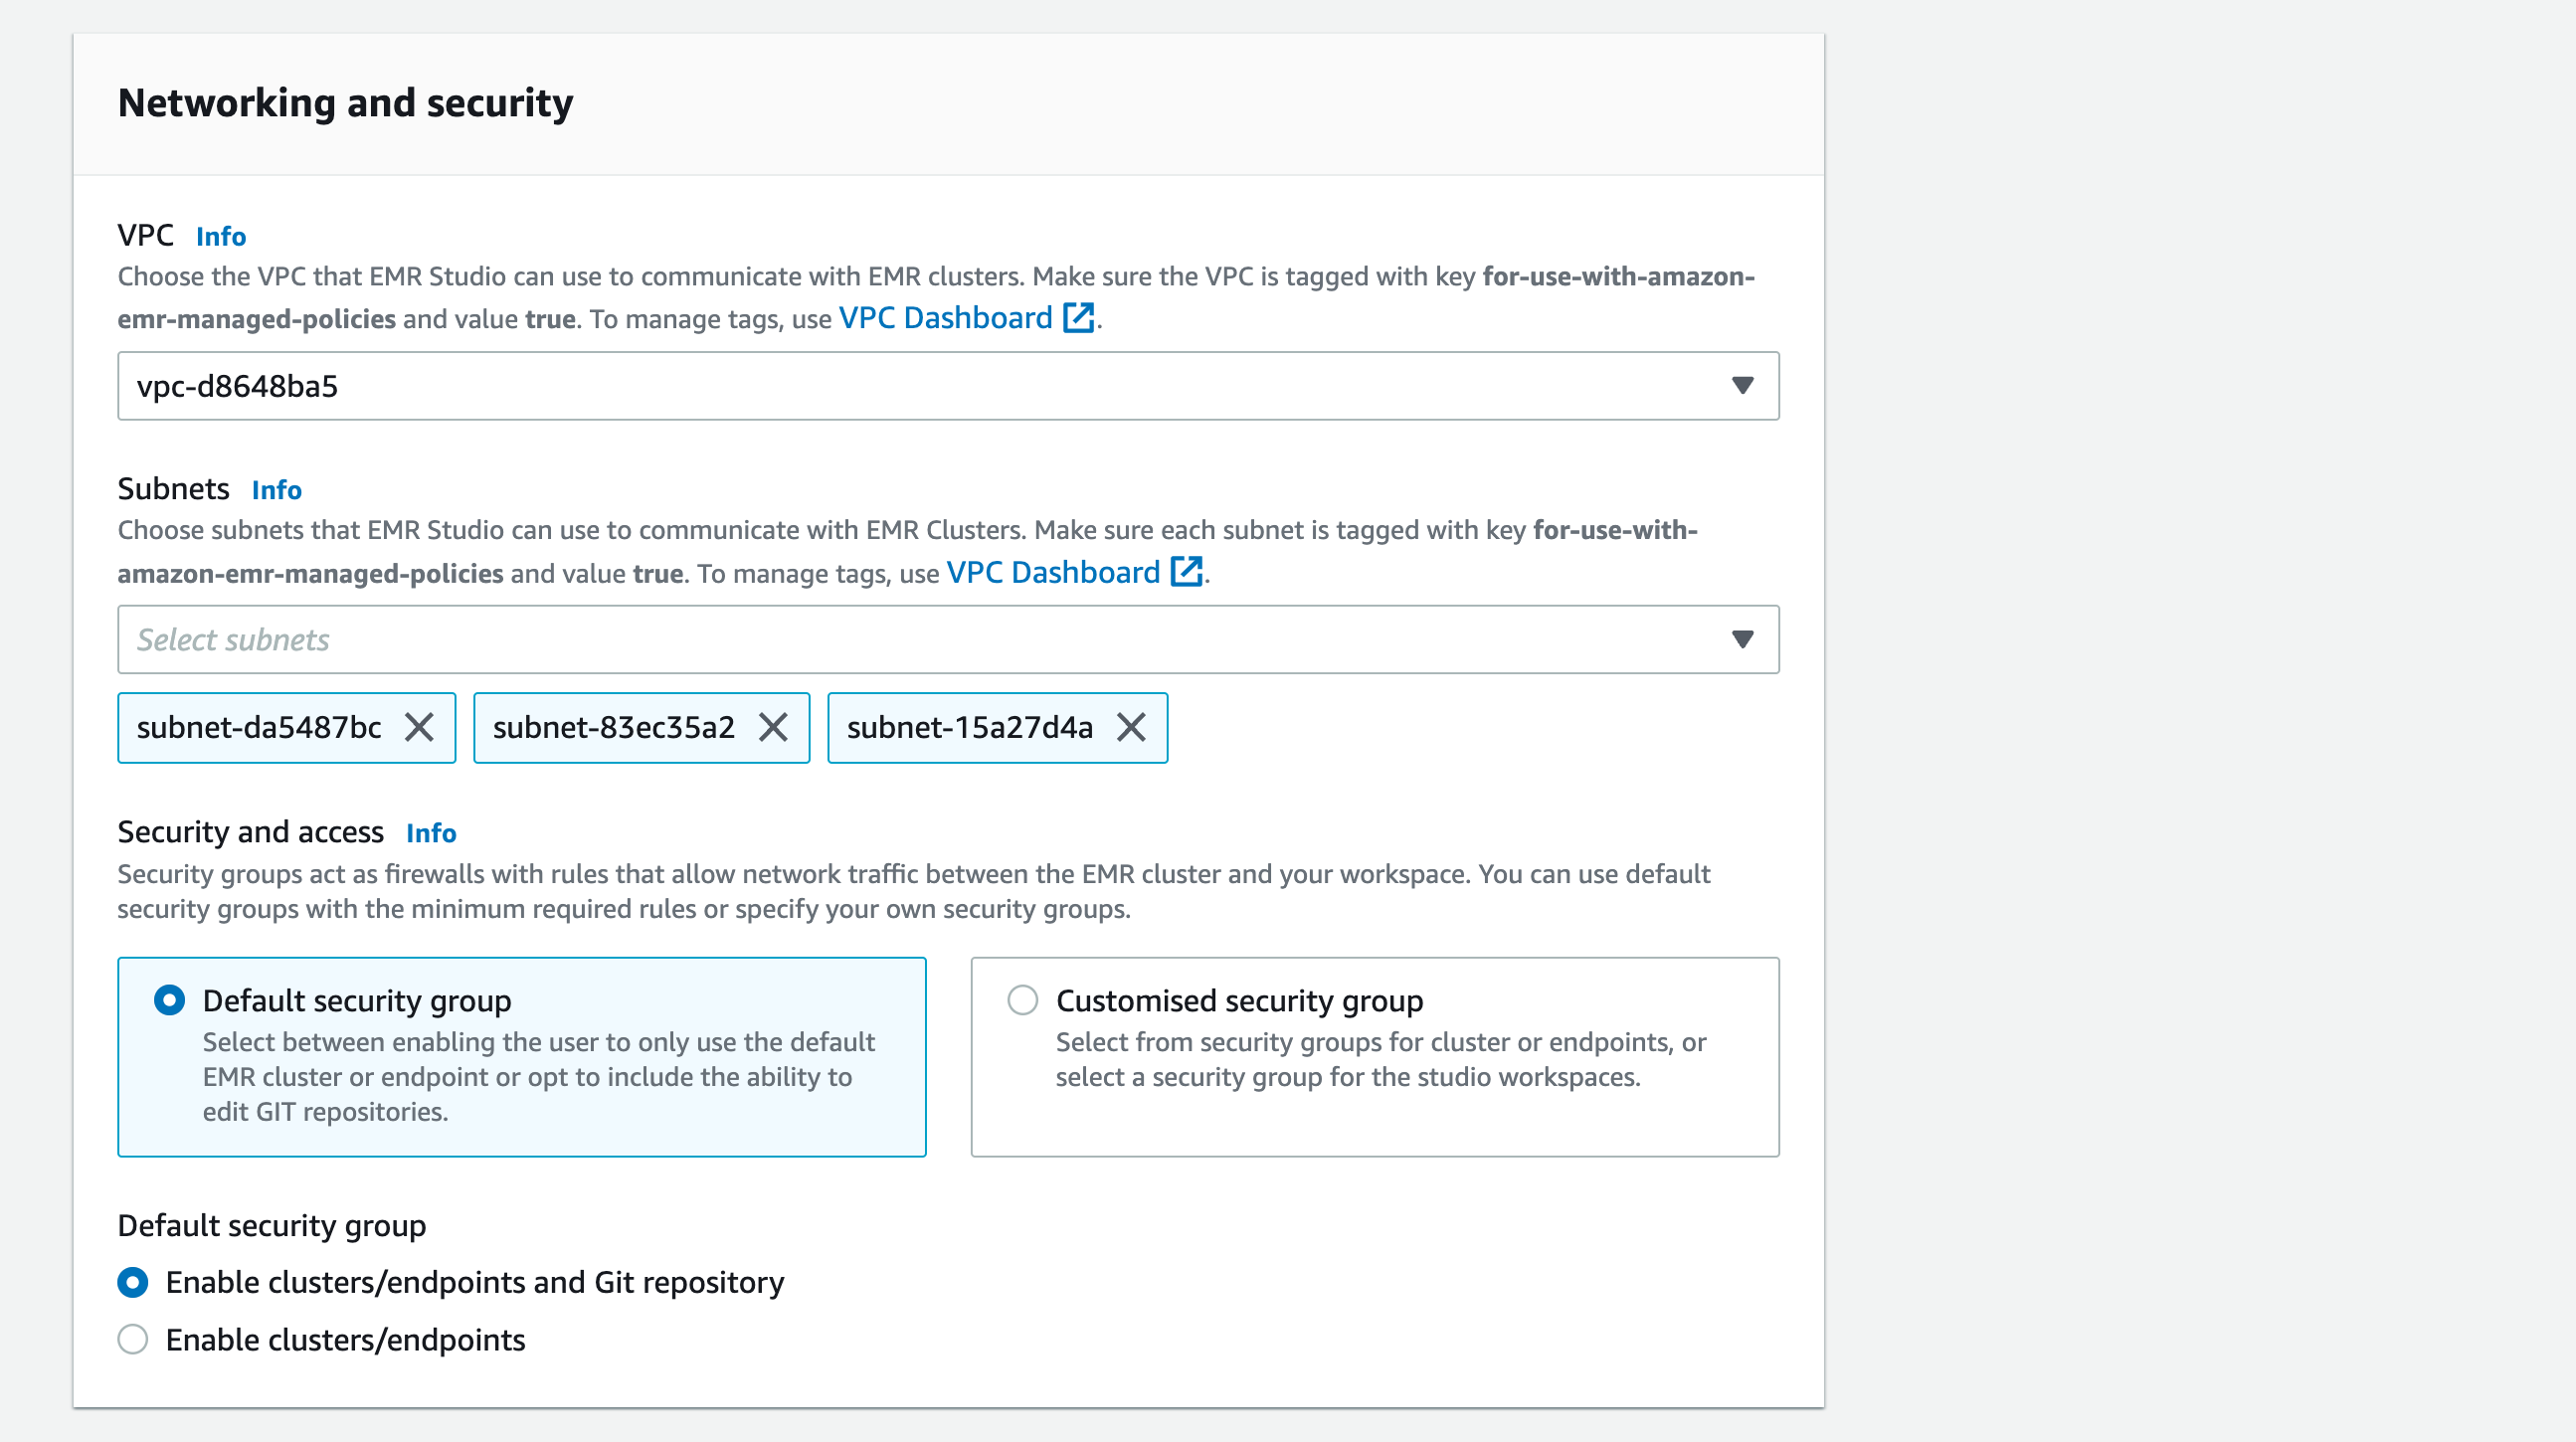 Networking and security
VPC Info
Choose the VPC that EMR Studio can use to communicate with EMR clusters. Make sure the VPC is tagged with key for-use-with-amazon-
emr-managed-policies and value true. To manage tags, use VPC Dashboard.
vpc-d8648ba5
Subnets Info
Choose subnets that EMR Studio can use to communicate with EMR Clusters. Make sure each subnet is tagged with key for-use-with-
amazon-emr-managed-policies and value true. To manage tags, use VPC Dashboard.
Select subnets
subnet-da5487bc subnet-83ec35a2 subnet-15a27d4a
Security and access Info
Security groups act as firewalls with rules that allow network traffic between the EMR cluster and your workspace. You can use default
security groups with the minimum required rules or specify your own security groups.
Default security group
Select between enabling the user to only use the default
EMR cluster or endpoint or opt to include the ability to
edit GIT repositories.
Customised security group
Select from security groups for cluster or endpoints, or
select a security group for the studio workspaces.
Default security group
Enable clusters/endpoints and Git repository
Enable clusters/endpoints